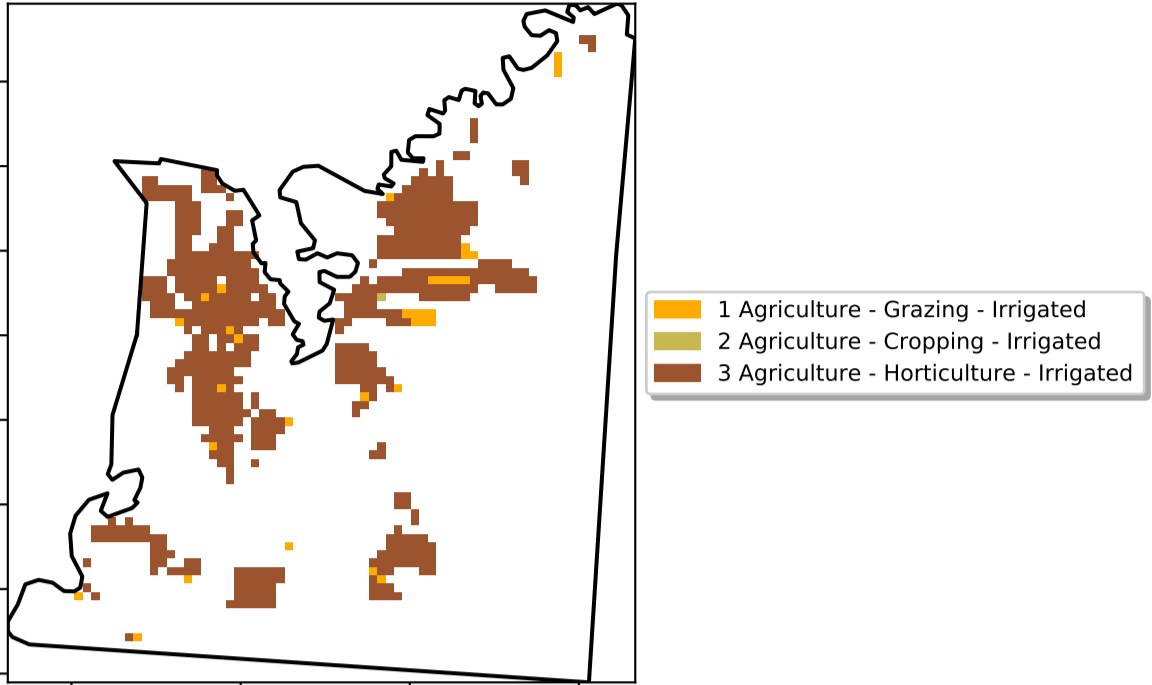 1 Agriculture - Grazing - Irrigated
2 Agriculture - Cropping - Irrigated
3 Agriculture - Horticulture - Irrigated